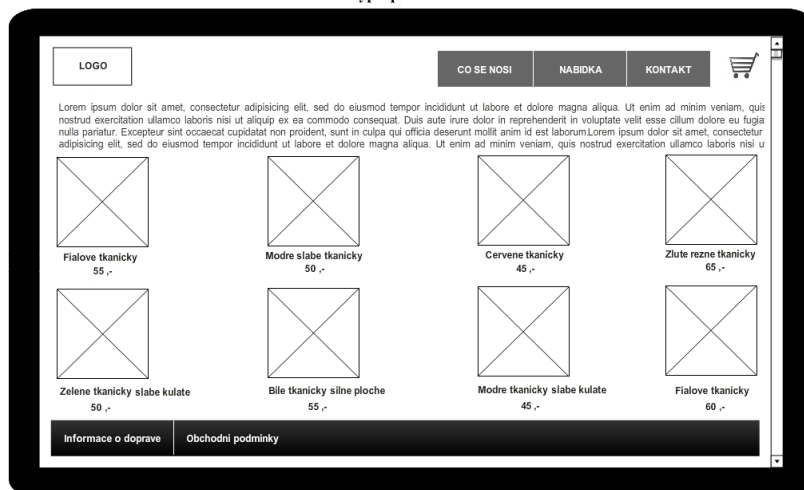 LOGO
CO SE NOSI
NABIDKA
KONTAKT
Lorem ipsum dolor sit amet, consectetur adipisicing elit, sed do eiusmod tempor incididunt ut labore et dolore magna aliqua. Ut enim ad minim veniam, quis
nostrud exercitation ullamco laboris nisi ut aliquip ex ea commodo consequat. Duis aute irure dolor in reprehenderit in voluptate velit esse cillum dolore eu fugia
nulla pariatur. Excepteur sint occaecat cupidatat non proident, sunt in culpa qui officia deserunt mollit anim id est laborum.Lorem ipsum dolor sit amet, consectetur
adipisicing elit, sed do eiusmod tempor incididunt ut labore et dolore magna aliqua. Ut enim ad minim veniam, quis nostrud exercitation ullamco laboris nisi u
Fialove tkanicky
55 ,-
Modre slabe tkanicky
50 ,-
Cervene tkanicky
45 ,-
Zlute rezne tkanicky
65 ,-
Zelene tkanicky slabe kulate
50 ,-
Bile tkanicky silne ploche
55 ,-
Modre tkanicky slabe kulate
45 ,-
Fialove tkanicky
60 ,-
Informace o doprave
Obchodni podminky